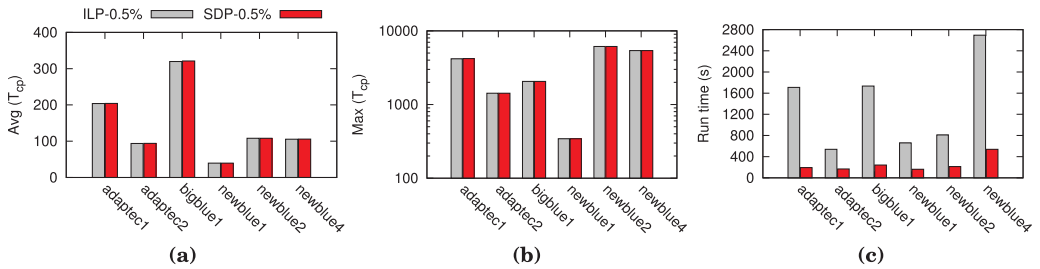 ILP-0.5% SDP-0.5%
Avg (Tcp)
400
300
200
100
0
adaptec1
adaptec2
bigblue1
newblue1
newblue2
newblue4
(a)
Max (Tcp)
10000
1000
100
adaptec1
adaptec2
bigblue1
newblue1
newblue2
newblue4
(b)
Run time (s)
2800
2400
2000
1600
1200
800
400
0
adaptec1
adaptec2
bigblue1
newblue1
newblue2
newblue4
(c)